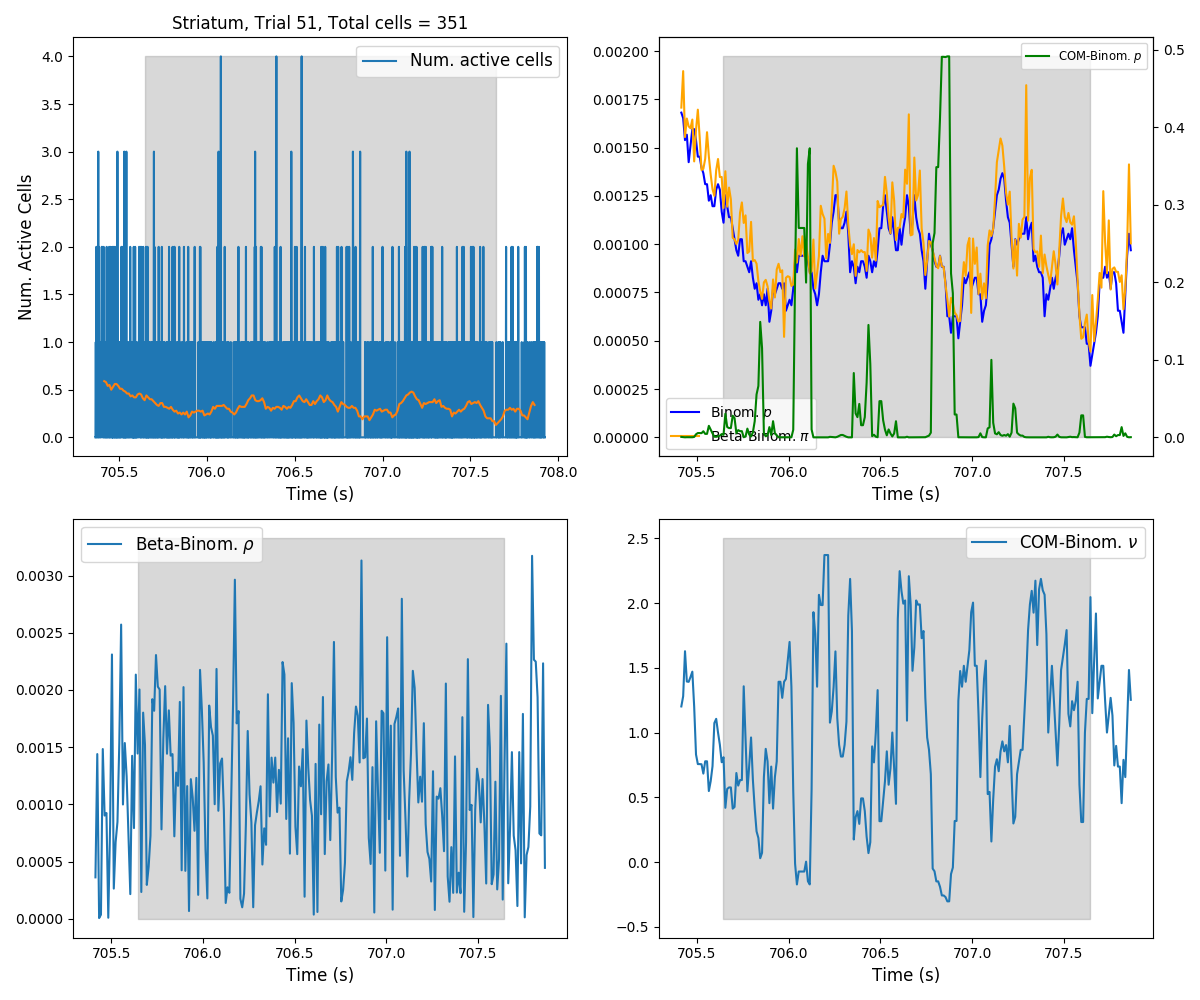 Striatum, Trial 51, Total cells = 351
Num. active cells
Num. Active Cells
4.0
3.5
3.0
2.5
2.0
1.5
1.0
0.5
0.0
705.5 706.0 706.5 707.0 707.5 708.0
Time (s)
COM-Binom. p
0.00200
0.00175
0.00150
0.00125
0.00100
0.00075
0.00050
0.00025
0.00000
0.5
0.4
0.3
0.2
0.1
0.0
Binom. p
Beta-Binom. π
705.5 706.0 706.5 707.0 707.5
Time (s)
Beta-Binom. ρ
0.0030
0.0025
0.0020
0.0015
0.0010
0.0005
0.0000
705.5 706.0 706.5 707.0 707.5
Time (s)
COM-Binom. ν
2.5
2.0
1.5
1.0
0.5
0.0
−0.5
705.5 706.0 706.5 707.0 707.5
Time (s)